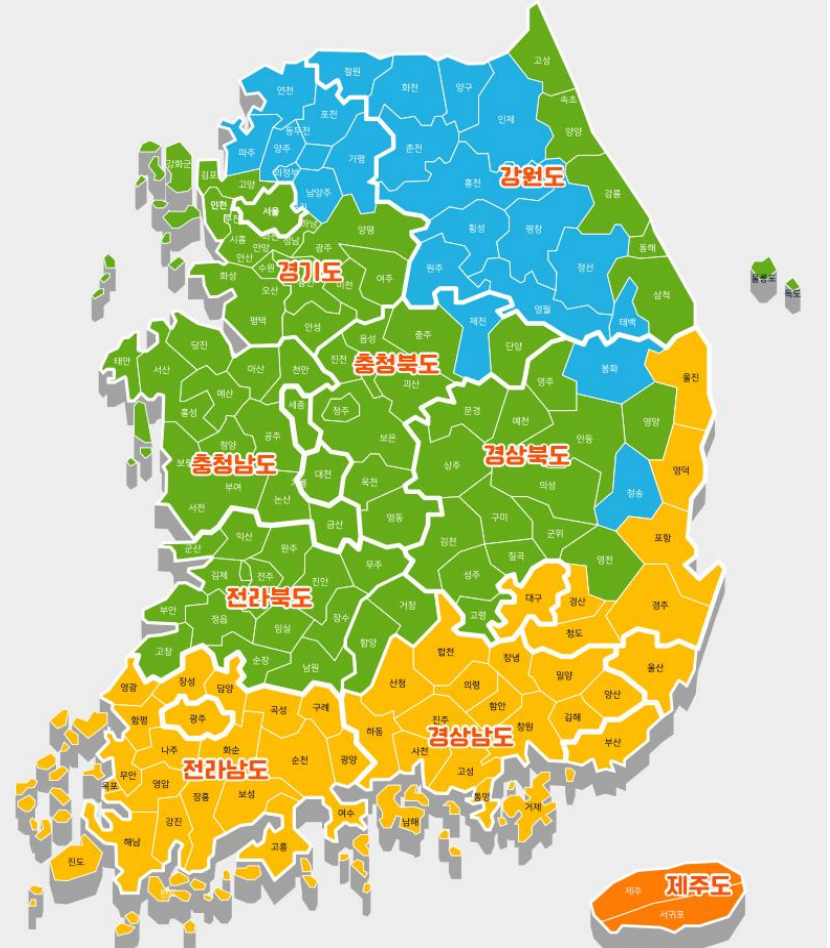 고성
철원
연천
화천
양구
속초
인제
포천
양양
동두천
파주
양주
춘천
가평
강화군
김포
의정부
고양
홍천
강원도
남양주
강릉
인천
서울
하남
양평
횡성
평창
시흥
안양
성남
광주
동해
안산
수원
원주
정선
화성
경기도
이천
여주
울릉도
독도
오산
삼척
영월
평택
안성
제천
태백
당진
음성
충주
단양
태안
서산
아산
천안
진천
충청북도
봉화
울진
괴산
영주
예산
세종
홍성
청주
문경
예천
영양
공주
보은
안동
청양
보령
충청남도
대전
상주
경상북도
영덕
부여
옥천
의성
청송
논산
서천
금산
영동
구미
군위
포항
익산
김천
군산
완주
칠곡
영천
무주
김제
전주
진안
성주
전라북도
대구
경산
경주
부안
정읍
임실
장수
거창
고령
청도
고창
순창
남원
함양
합천
창녕
울산
장성
영광
담양
산청
의령
밀양
곡성
구례
양산
함평
광주
진주
함안
창원
김해
하동
경상남도
나주
화순
사천
부산
순천
광양
무안
전라남도
고성
목포
영암
장흥
보성
통영
거제
여수
남해
강진
해남
고흥
진도
제주
제주도
서귀포